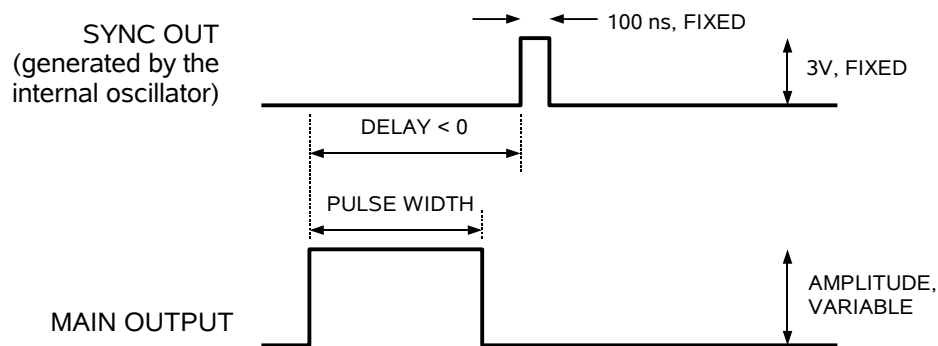 SYNC OUT
(generated by the
internal oscillator)
100 ns, FIXED
3V, FIXED
DELAY < 0
PULSE WIDTH
MAIN OUTPUT
AMPLITUDE,
VARIABLE